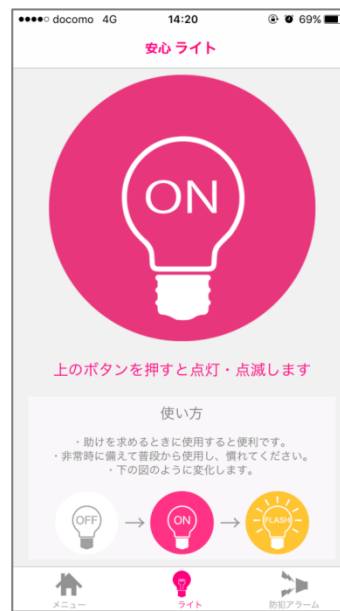 docomo 4G 14:20 69%
安心 ライト
ON
上のボタンを押すと点灯・点滅します
使い方
・助けを求めるときに使用すると便利です。
・非常時に備えて普段から使用し、慣れてください。
・下の図のように変化します。
OFF → ON → FLASH
メニュー ライト 防犯アラーム